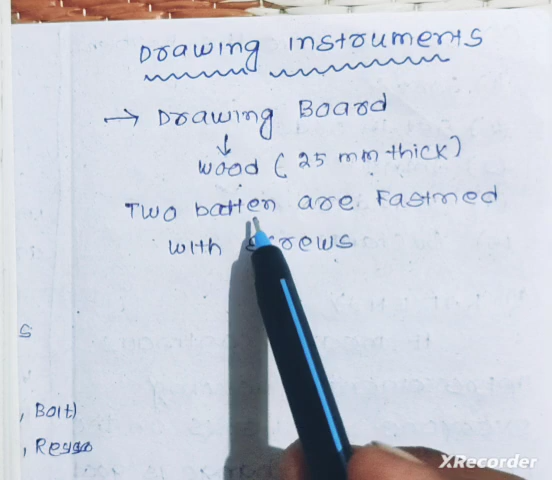 Drawing Instruments
→ Drawing Board
↓
Wood (25 mm thick)
Two batten are Fastned
with screws
s
, Bolt)
XRecorder